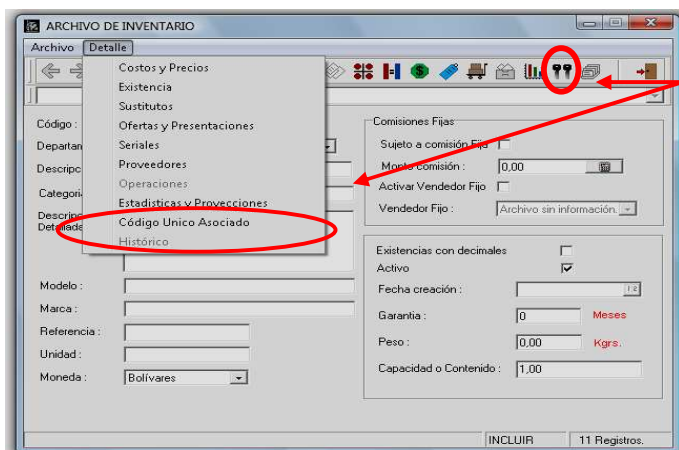 ARCHIVO DE INVENTARIO
Archivo Detalle
Costos y Precios
Existencia
Sustitutos
Ofertas y Presentaciones
Seriales
Proveedores
Operaciones
Estadisticas y Proyecciones
Código Unico Asociado
Histórico
Código :
Departan
Descripc
Categorí
Descripc
Detallada
Modelo :
Marca :
Referencia :
Unidad :
Moneda : Bolívares
Comisiones Fijas
Sujeto a comisión Fija
Monto comisión : 0,00
Activar Vendedor Fijo
Vendedor Fijo : Archivo sin información.
Existencias con decimales
Activo
Fecha creación :
Garantia : 0 Meses
Peso : 0,00 Kgrs.
Capacidad o Contenido : 1,00
INCLUIR 11 Registros.